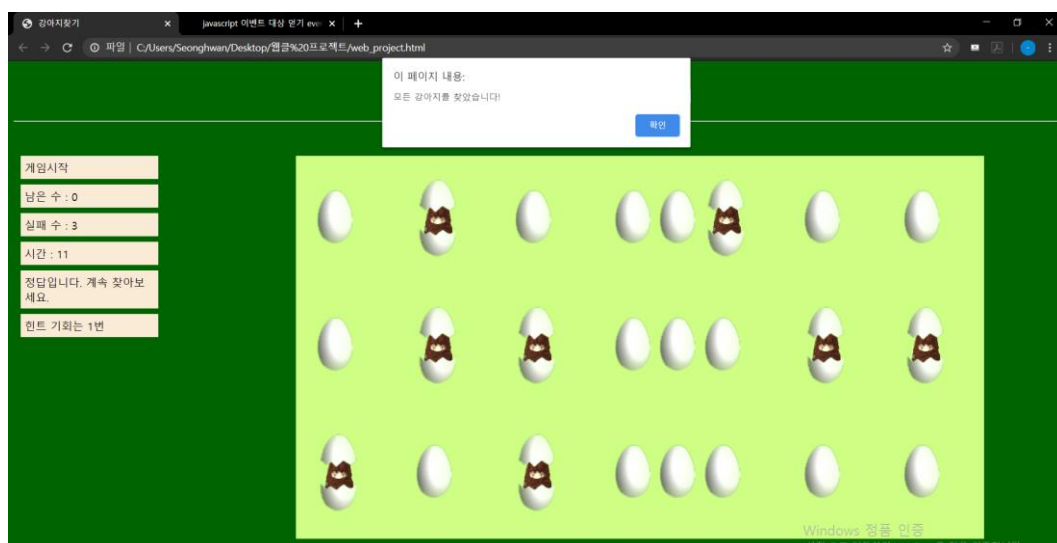 강아지찾기
javascript 이벤트 대상 얻기 eve
파일 | C:/Users/Seonghwan/Desktop/웹클%20프로젝트/web_project.html
이 페이지 내용:
모든 강아지를 찾았습니다!
확인
게임시작
남은 수 : 0
실패 수 : 3
시간 : 11
정답입니다. 계속 찾아보
세요.
힌트 기회는 1번
Windows 정품 인증